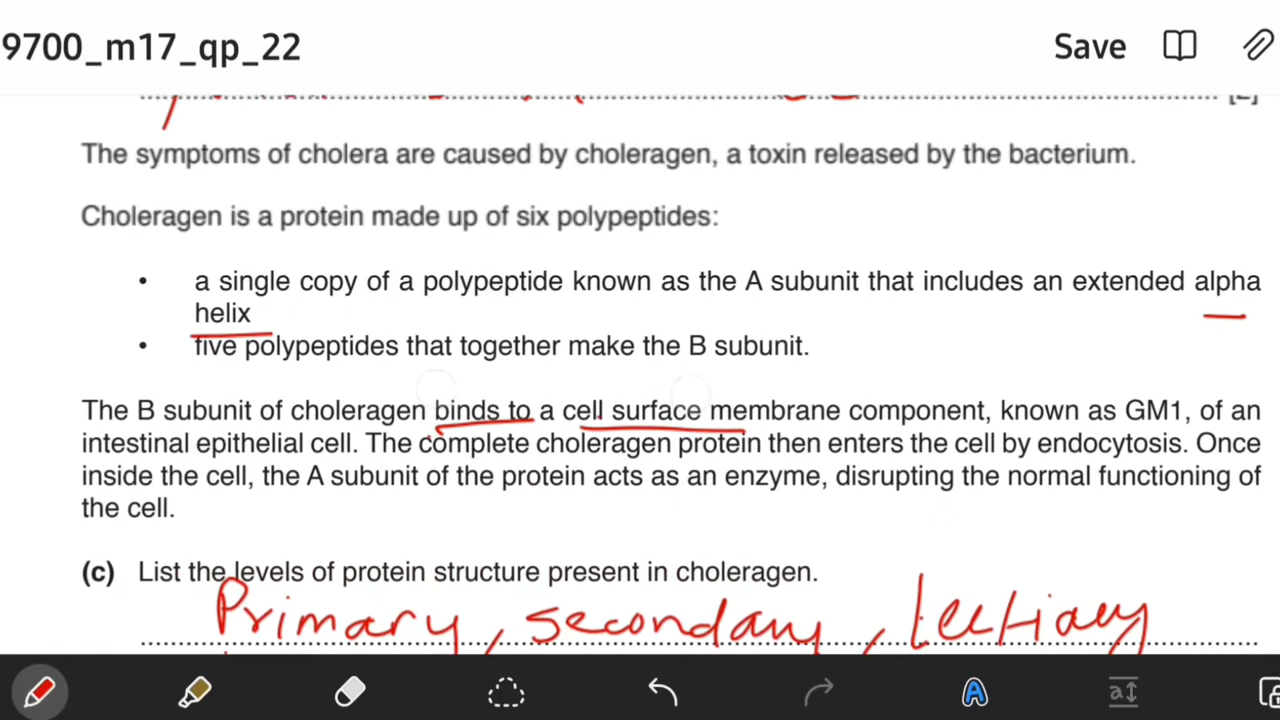 9700_m17_qp_22
Save
[2]
The symptoms of cholera are caused by choleragen, a toxin released by the bacterium.
Choleragen is a protein made up of six polypeptides:
• a single copy of a polypeptide known as the A subunit that includes an extended alpha
helix
• five polypeptides that together make the B subunit.
The B subunit of choleragen binds to a cell surface membrane component, known as GM1, of an
intestinal epithelial cell. The complete choleragen protein then enters the cell by endocytosis. Once
inside the cell, the A subunit of the protein acts as an enzyme, disrupting the normal functioning of
the cell.
(c) List the levels of protein structure present in choleragen.
Primary, secondary, tertiary
A
a